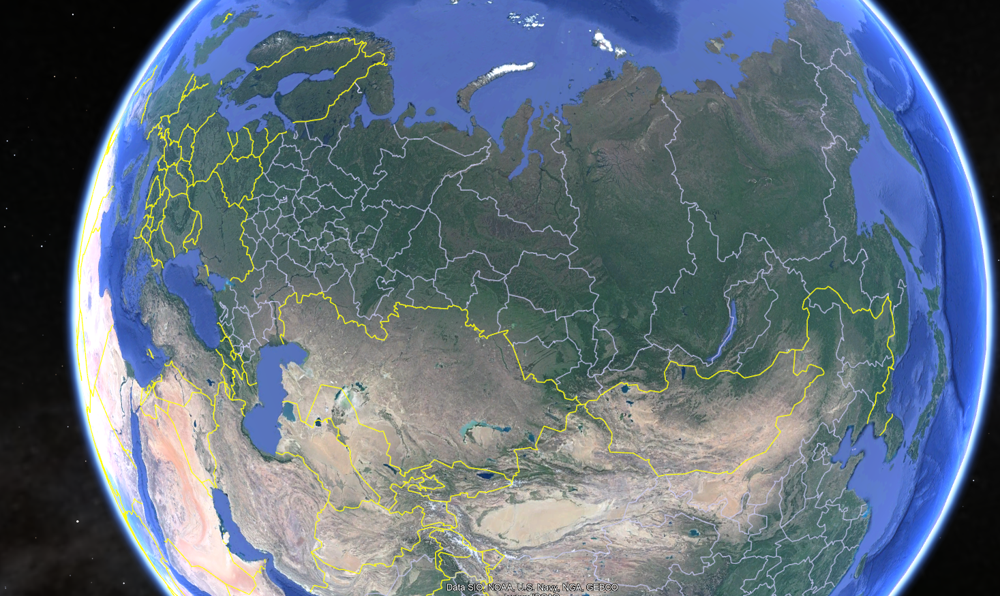 Data SIO, NOAA, U.S. Navy, NGA, GEBCO